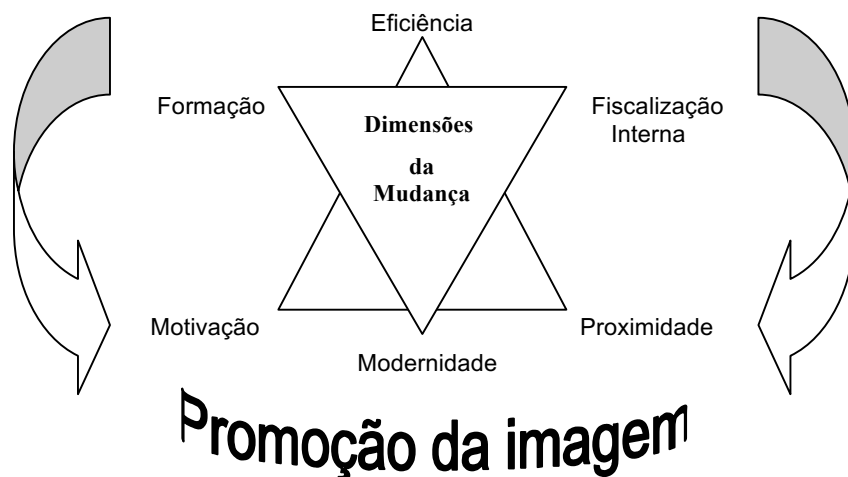 Eficiência
Formação
Fiscalização
Interna
Dimensões
da
Mudança
Motivação
Proximidade
Modernidade
Promoção da imagem